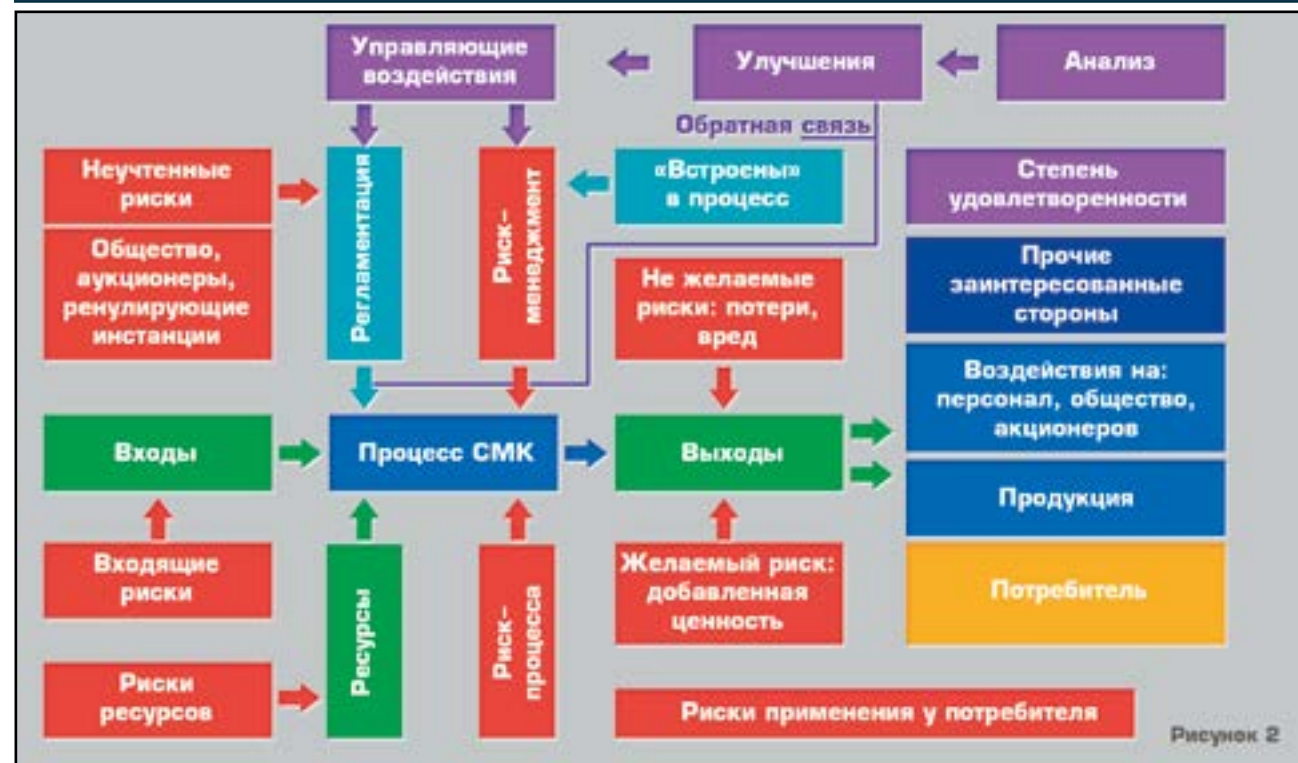 Управляющие
воздействия
Улучшения
Анализ
Обратная связь
Неучтенные
риски
Общество,
аукционеры,
ренулирующие
инстанции
Регламентация
Риск–
менеджмент
«Встроены»
в процесс
Не желаемые
риски: потери,
вред
Степень
удовлетворенности
Прочие
заинтересованные
стороны
Воздействия на:
персонал, общество,
акционеров
Входы
Процесс СМК
Выходы
Продукция
Входящие
риски
Риски
ресурсов
Ресурсы
Риск–
процесса
Желаемый риск:
добавленная
ценность
Потребитель
Риски применения у потребителя
Рисунок 2